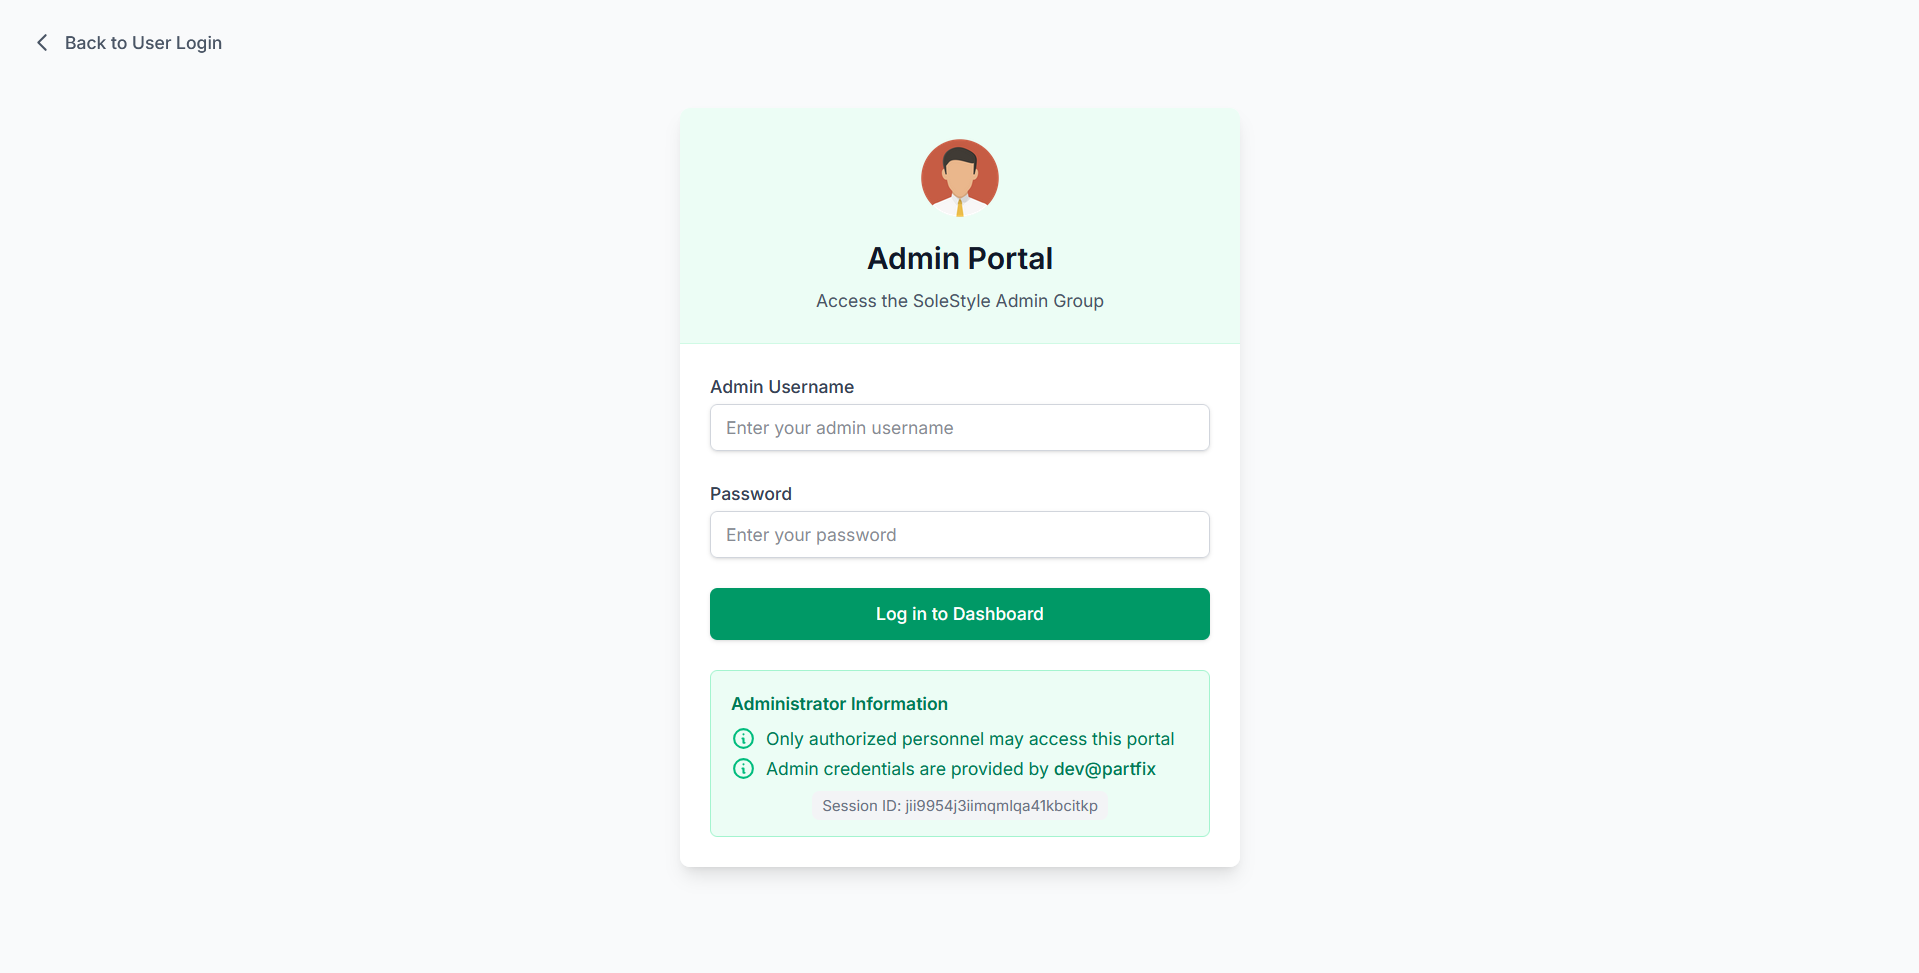 Back to User Login
Admin Portal
Access the SoleStyle Admin Group
Admin Username
Enter your admin username
Password
Enter your password
Log in to Dashboard
Administrator Information
Only authorized personnel may access this portal
Admin credentials are provided by dev@partfix
Session ID: jii9954j3iimqmlqa41kbcitkp